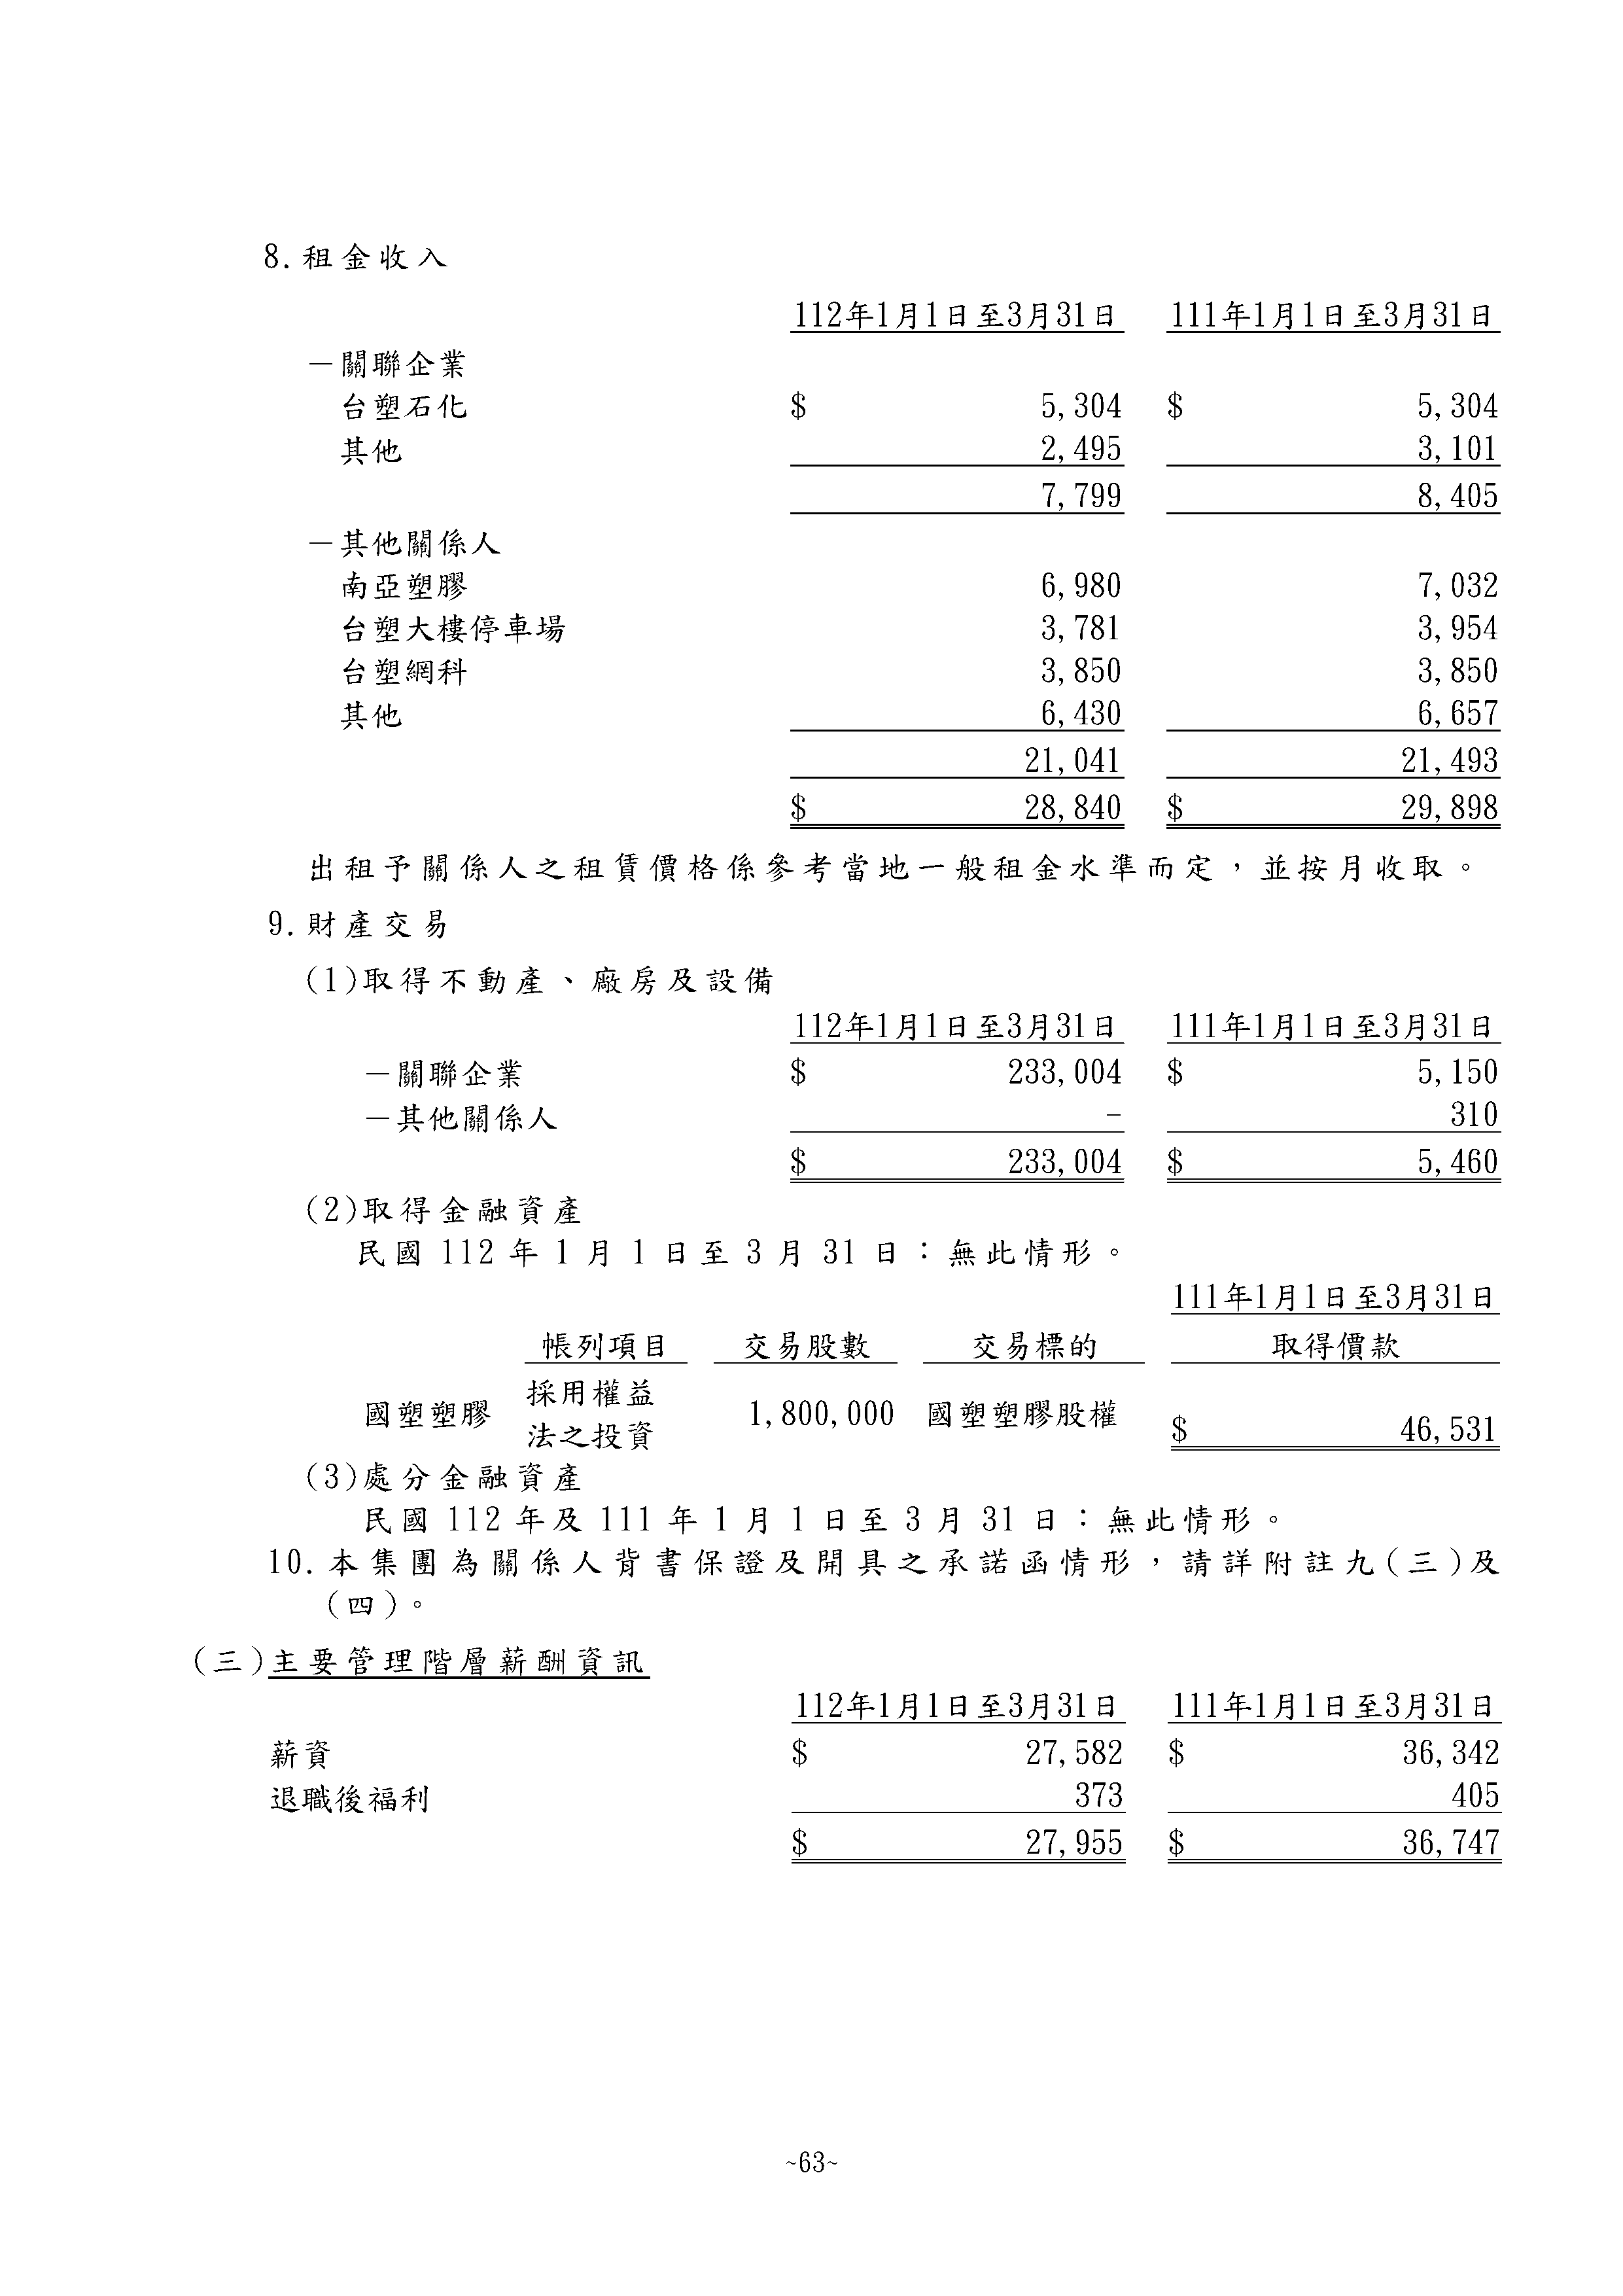 8.租金收入
112年1月1日至3月31日 111年1月1日至3月31日
－關聯企業
台塑石化 $ 5,304 $ 5,304
其他 2,495 3,101
7,799 8,405
－其他關係人
南亞塑膠 6,980 7,032
台塑大樓停車場 3,781 3,954
台塑網科 3,850 3,850
其他 6,430 6,657
21,041 21,493
$ 28,840 $ 29,898
出租予關係人之租賃價格係參考當地一般租金水準而定，並按月收取。
9.財產交易
(1)取得不動產、廠房及設備
112年1月1日至3月31日 111年1月1日至3月31日
－關聯企業 $ 233,004 $ 5,150
－其他關係人 - 310
$ 233,004 $ 5,460
(2)取得金融資產
民國 112 年 1 月 1 日至 3 月 31 日：無此情形。
111年1月1日至3月31日
帳列項目 交易股數 交易標的 取得價款
國塑塑膠 採用權益法之投資 1,800,000 國塑塑膠股權 $ 46,531
(3)處分金融資產
民國 112 年及 111 年 1 月 1 日至 3 月 31 日：無此情形。
10.本集團為關係人背書保證及開具之承諾函情形，請詳附註九(三)及
(四)。
(三)主要管理階層薪酬資訊
112年1月1日至3月31日 111年1月1日至3月31日
薪資 $ 27,582 $ 36,342
退職後福利 373 405
$ 27,955 $ 36,747
~63~